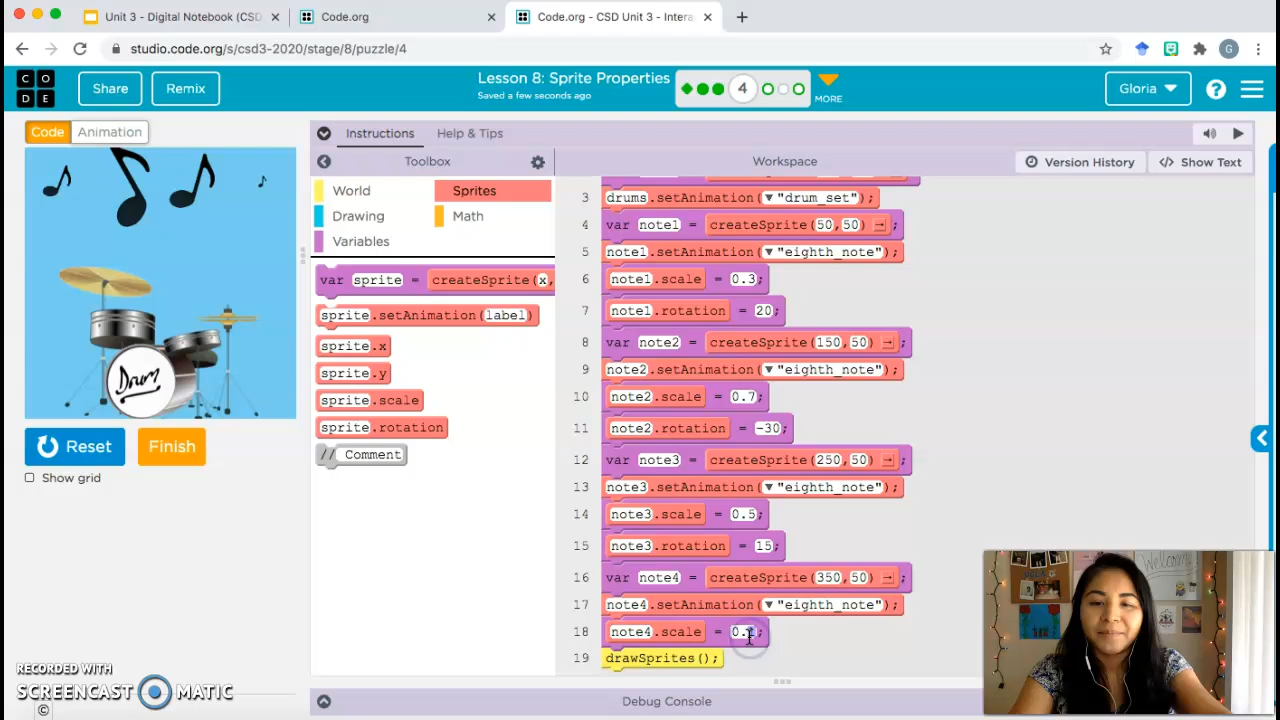 Unit 3 - Digital Notebook (CSD
Code.org
Code.org - CSD Unit 3 - Intera
studio.code.org/s/csd3-2020/stage/8/puzzle/4
G
C O
D E
Share
Remix
Lesson 8: Sprite Properties
Saved a few seconds ago
4
MORE
Gloria
?
Code
Animation
Instructions
Help & Tips
Toolbox
Workspace
Version History
</> Show Text
World
Sprites
Drawing
Math
Variables
var sprite = createSprite(x,
sprite.setAnimation(label)
sprite.x
sprite.y
sprite.scale
sprite.rotation
// Comment
Drum
Reset
Finish
Show grid
3 drums.setAnimation("drum_set");
4 var note1 = createSprite(50,50);
5 note1.setAnimation("eighth_note");
6 note1.scale = 0.3;
7 note1.rotation = 20;
8 var note2 = createSprite(150,50);
9 note2.setAnimation("eighth_note");
10 note2.scale = 0.7;
11 note2.rotation = -30;
12 var note3 = createSprite(250,50);
13 note3.setAnimation("eighth_note");
14 note3.scale = 0.5;
15 note3.rotation = 15;
16 var note4 = createSprite(350,50);
17 note4.setAnimation("eighth_note");
18 note4.scale =
19 drawSprites();
Debug Console
Welcome
RECORDED WITH
SCREENCAST MATIC
©